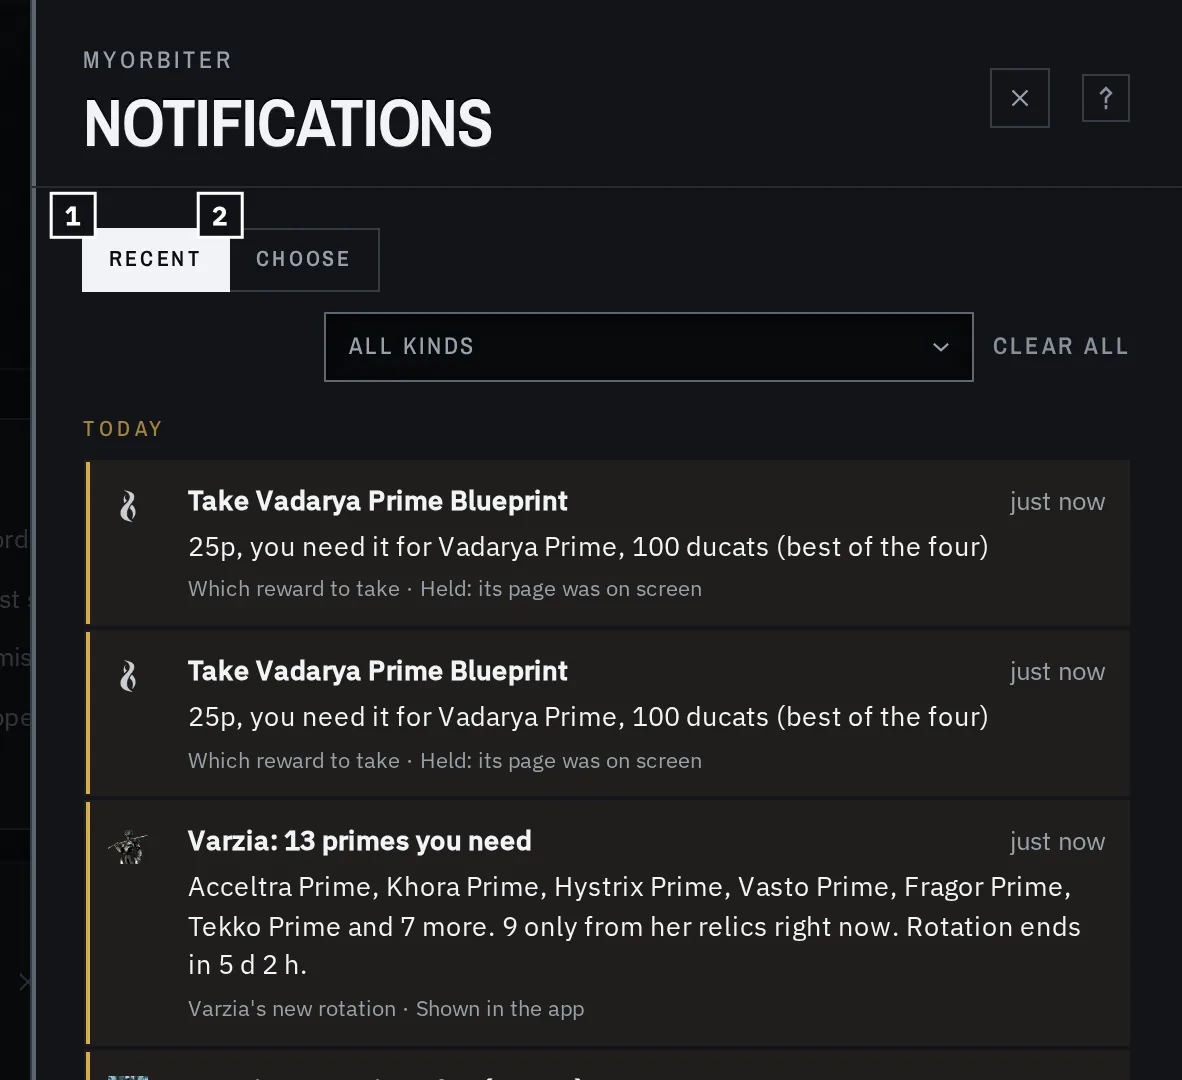 MYORBITER
NOTIFICATIONS
?
1
2
RECENT
CHOOSE
ALL KINDS
CLEAR ALL
TODAY
Take Vadarya Prime Blueprint
just now
25p, you need it for Vadarya Prime, 100 ducats (best of the four)
Which reward to take · Held: its page was on screen
Take Vadarya Prime Blueprint
just now
25p, you need it for Vadarya Prime, 100 ducats (best of the four)
Which reward to take · Held: its page was on screen
Varzia: 13 primes you need
just now
Acceltra Prime, Khora Prime, Hystrix Prime, Vasto Prime, Fragor Prime,
Tekko Prime and 7 more. 9 only from her relics right now. Rotation ends
in 5 d 2 h.
Varzia's new rotation · Shown in the app